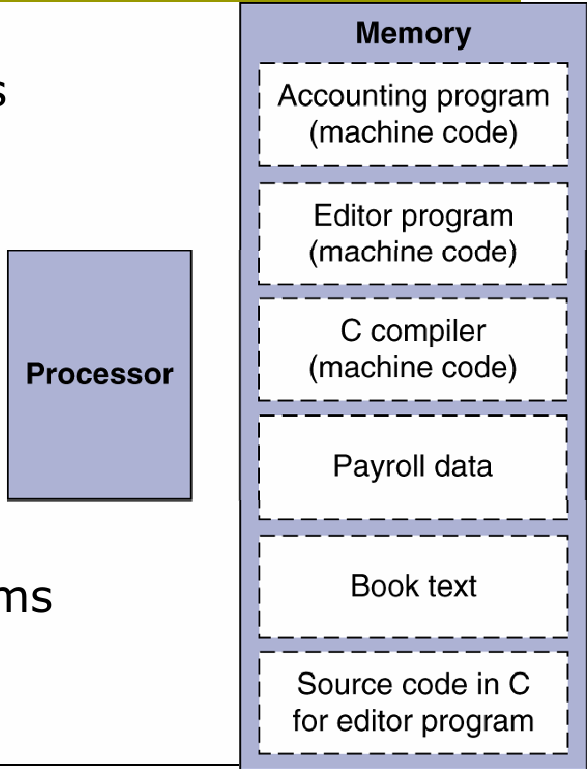 Memory
s
Accounting program
(machine code)
Editor program
(machine code)
C compiler
(machine code)
Processor
Payroll data
Book text
ms
Source code in C
for editor program